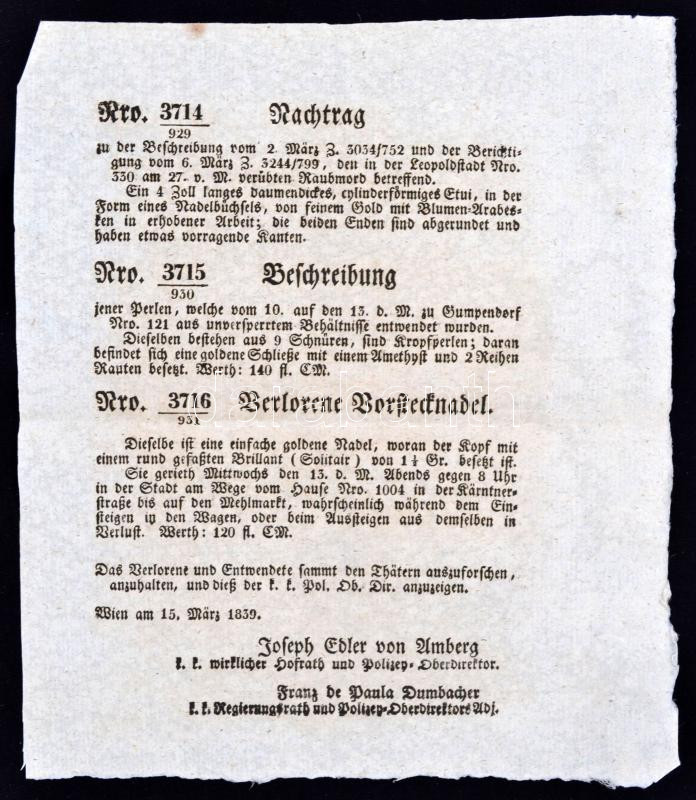 Nro. 3714/929 Nachtrag
zu der Beschreibung vom 2. März Z. 3034/752 und der Berichti-
gung vom 6. März Z. 3244/799, den in der Leopoldstadt Nro.
330 am 27. v. M. verübten Raubmord betreffend.
Ein 4 Zoll langes daumendickes, cylinderförmiges Etui, in der
Form eines Nadelbüchsels, von feinem Gold mit Blumen-Arabes-
ken in erhobener Arbeit; die beiden Enden sind abgerundet und
haben etwas vorragende Kanten.
Nro. 3715/930 Beschreibung
jener Perlen, welche vom 10. auf den 13. d. M. zu Gumpendorf
Nro. 121 aus unversperrtem Behältnisse entwendet wurden.
Dieselben bestehen aus 9 Schnüren, sind Kropfperlen; daran
befindet sich eine goldene Schließe mit einem Amethyst und 2 Reihen
Rauten besetzt. Werth: 140 fl. CM.
Nro. 3716/931 Verlorene Vorstecknadel.
Dieselbe ist eine einfache goldene Nadel, woran der Kopf mit
einem rund gefaßten Brillant (Solitair) von 1½ Gr. besetzt ist.
Sie gerieth Mittwochs den 13. d. M. Abends gegen 8 Uhr
in der Stadt am Wege vom Hause Nro. 1004 in der Kärntner-
straße bis auf den Mehlmarkt, wahrscheinlich während dem Ein-
steigen in den Wagen, oder beim Aussteigen aus demselben in
Verlust. Werth: 120 fl. CM.
Das Verlorene und Entwendete sammt den Thätern auszuforschen,
anzuhalten, und dieß der k. k. Pol. Ob. Dir. anzuzeigen.
Wien am 15. März 1839.
Joseph Edler von Amberg
k. k. wirklicher Hofrath und Polizey-Oberdirektor.
Franz de Paula Dumbacher
k. k. Regierungsrath und Polizey-Oberdirektors Adj.